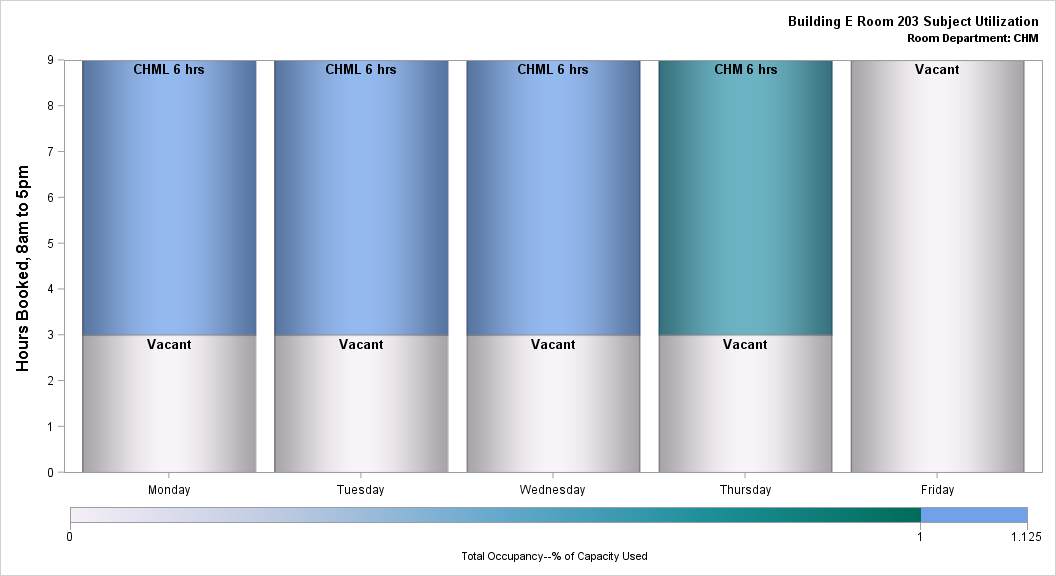 Building E Room 203 Subject Utilization
Room Department: CHM
Hours Booked, 8am to 5pm
9
8
7
6
5
4
3
2
1
0
CHML 6 hrs
CHML 6 hrs
CHML 6 hrs
CHM 6 hrs
Vacant
Vacant
Vacant
Vacant
Vacant
Monday
Tuesday
Wednesday
Thursday
Friday
0
1
1.125
Total Occupancy--% of Capacity Used